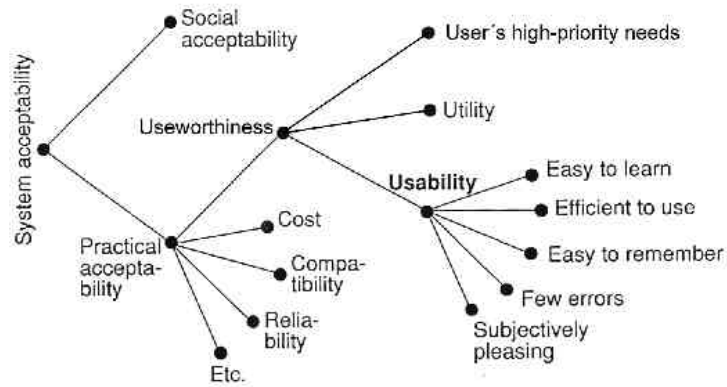 System acceptability
Social
acceptability
Practical
accepta-
bility
Useworthiness
Cost
Compa-
tibility
Relia-
bility
Etc.
User´s high-priority needs
Utility
Usability
Easy to learn
Efficient to use
Easy to remember
Few errors
Subjectively
pleasing